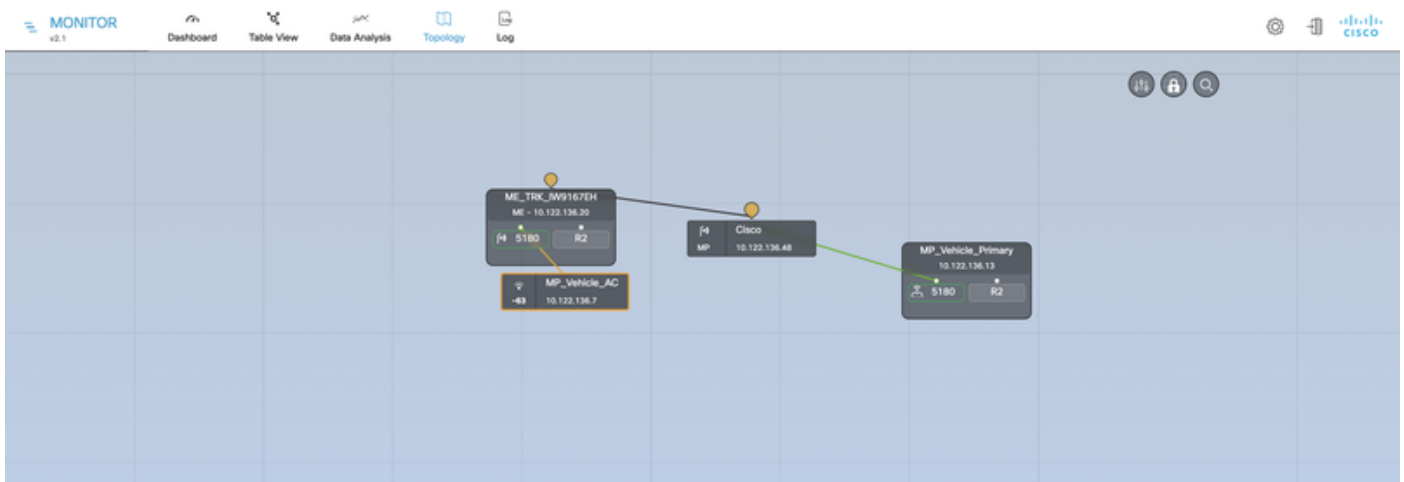 MONITOR
v2.1
Dashboard
Table View
Data Analysis
Topology
Log
CISCO
ME_TRK_IW9167EH
ME - 10.122.136.20
5180
R2
MP_Vehicle_AC
-63
10.122.136.7
Cisco
MP
10.122.136.48
MP_Vehicle_Primary
10.122.136.13
5180
R2